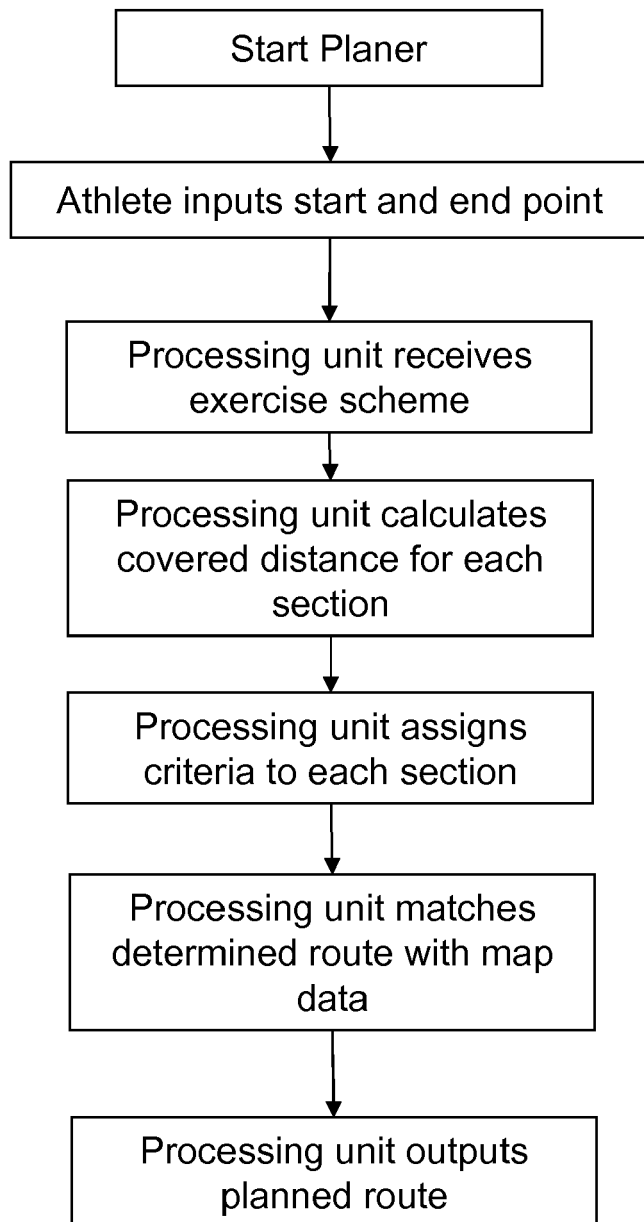 Start Planer
Athlete inputs start and end point
Processing unit receives
exercise scheme
Processing unit calculates
covered distance for each
section
Processing unit assigns
criteria to each section
Processing unit matches
determined route with map
data
Processing unit outputs
planned route